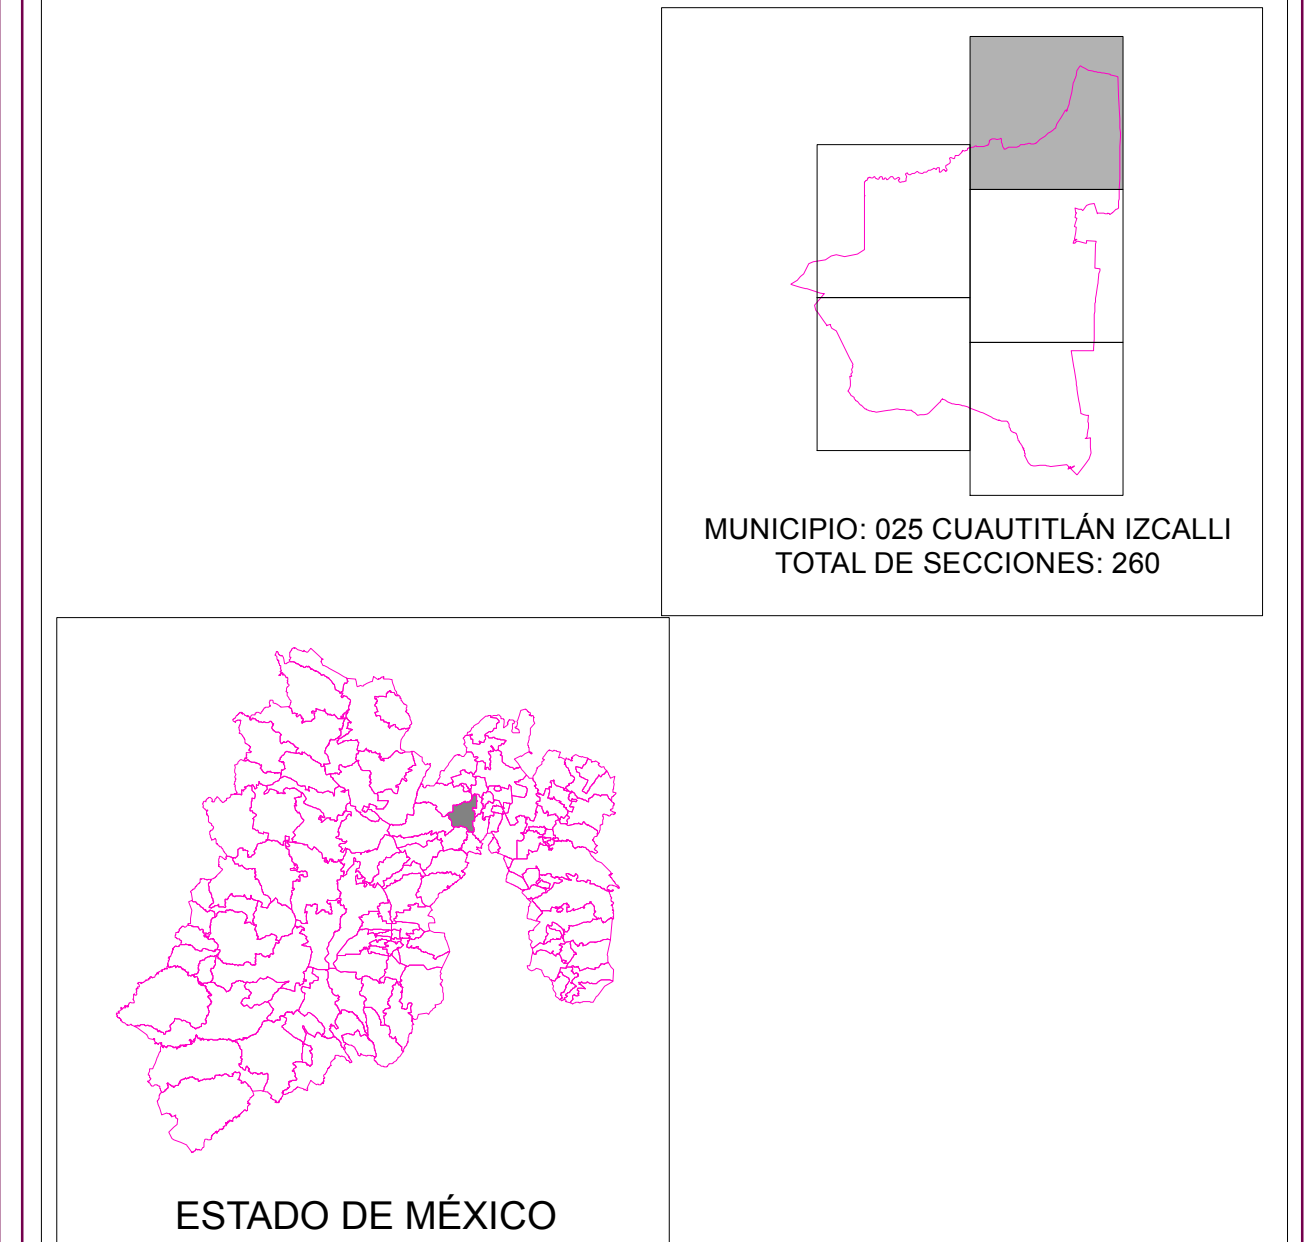 MUNICIPIO: 025 CUAUTITLÁN IZCALLI
TOTAL DE SECCIONES: 260
ESTADO DE MÉXICO